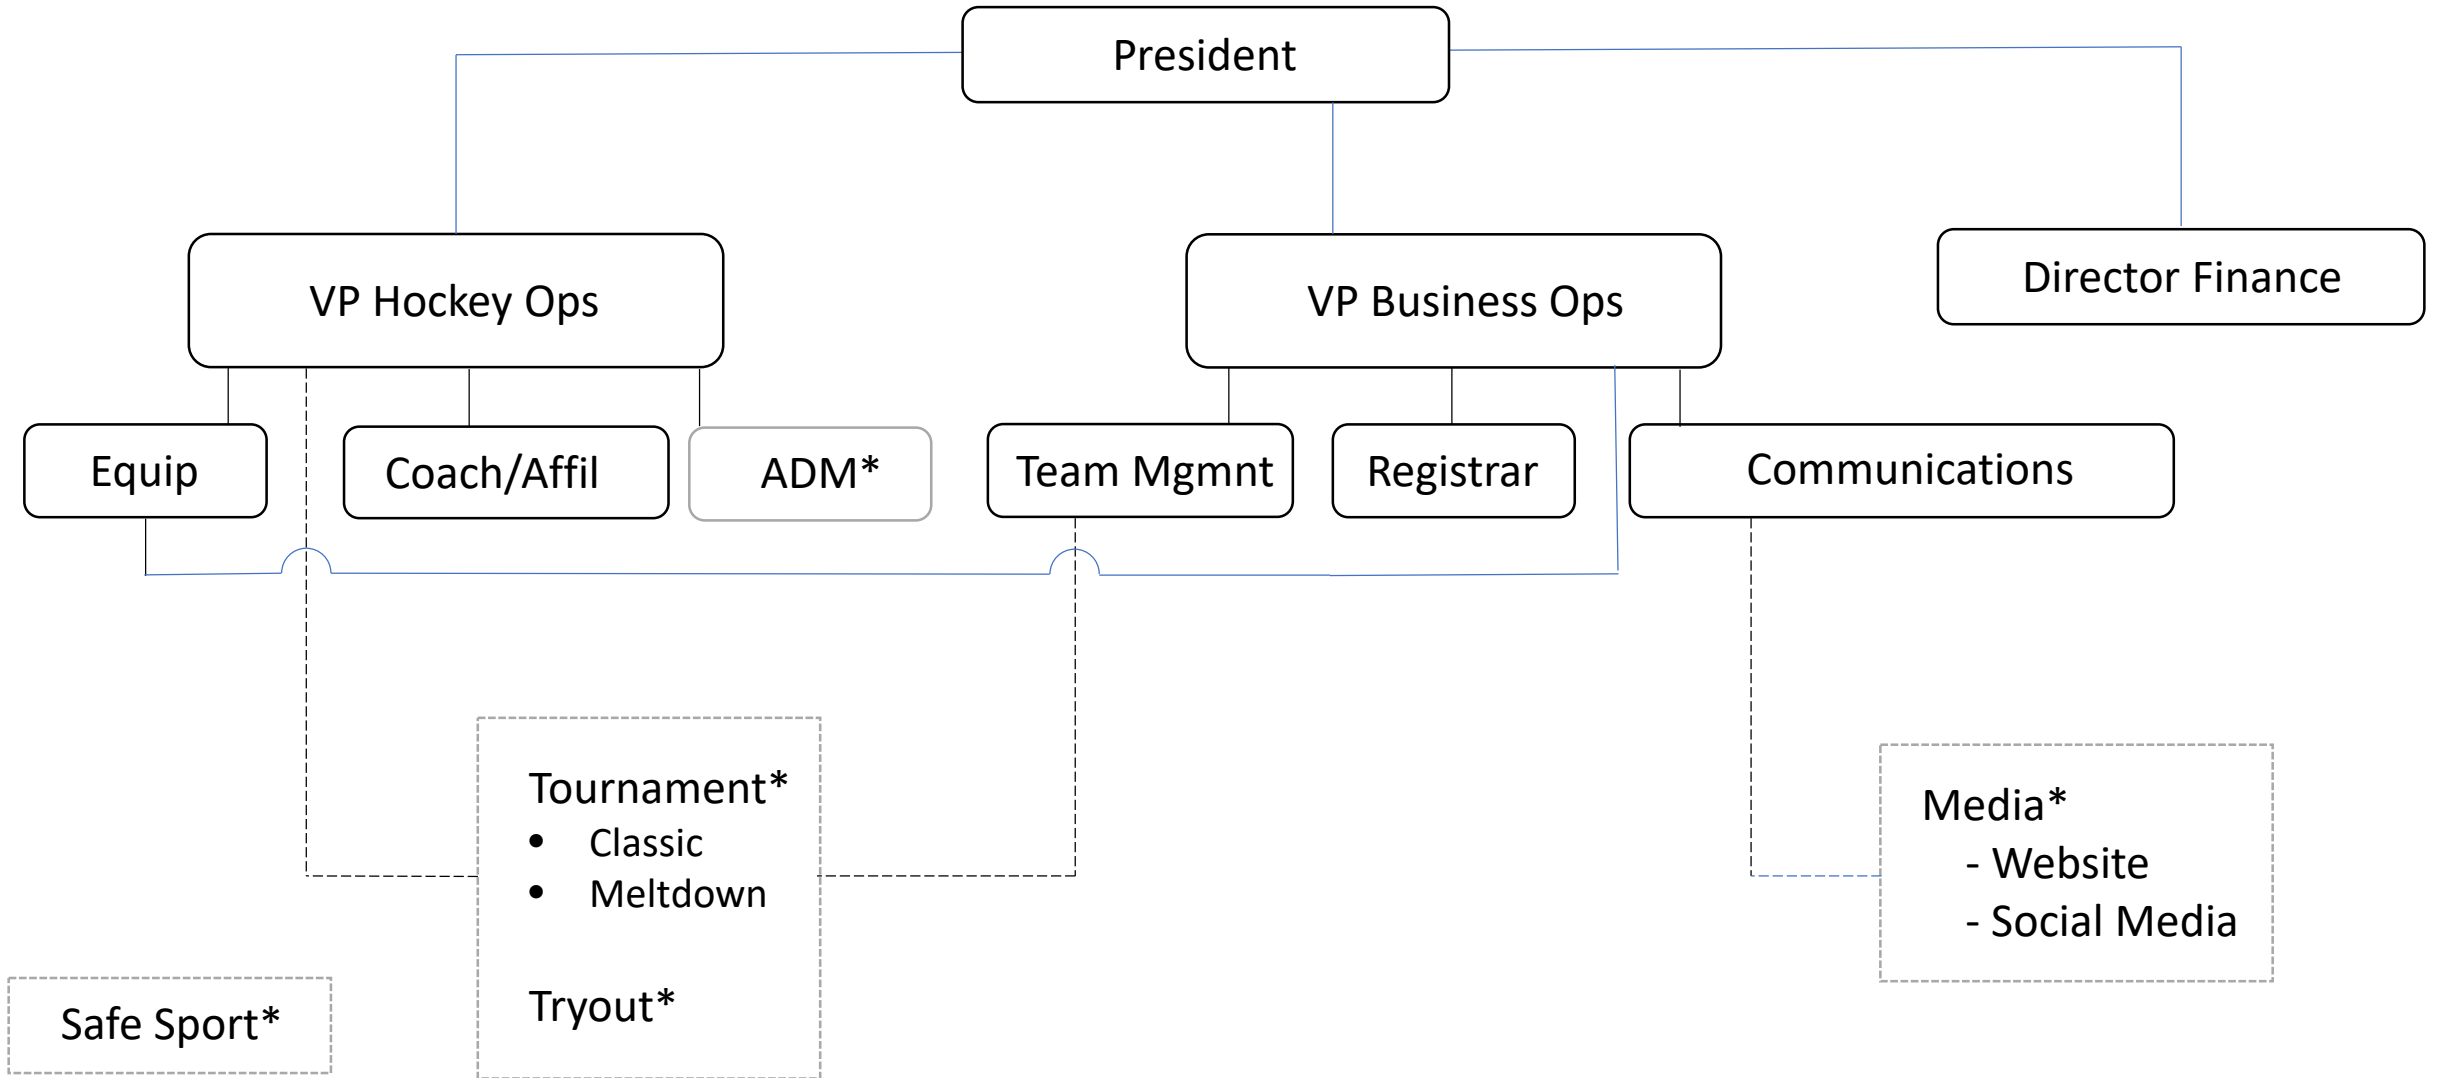 President
VP Hockey Ops
VP Business Ops
Director Finance
Equip
Coach/Affil
ADM*
Team Mgmnt
Registrar
Communications
Tournament*
• Classic
• Meltdown
Tryout*
Media*
- Website
- Social Media
Safe Sport*